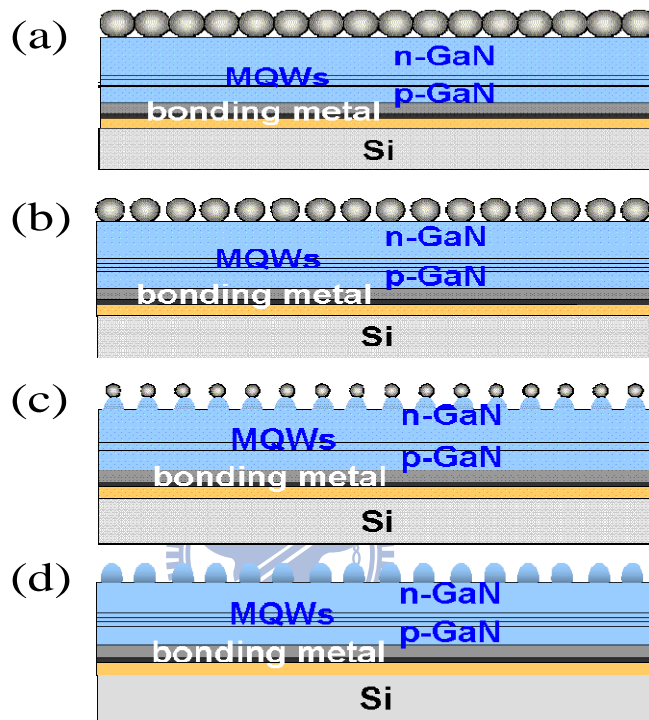 (a)
n-GaN
MQWs
p-GaN
bonding metal
Si
(b)
n-GaN
MQWs
p-GaN
bonding metal
Si
(c)
n-GaN
MQWs
p-GaN
bonding metal
Si
(d)
n-GaN
MQWs
p-GaN
bonding metal
Si